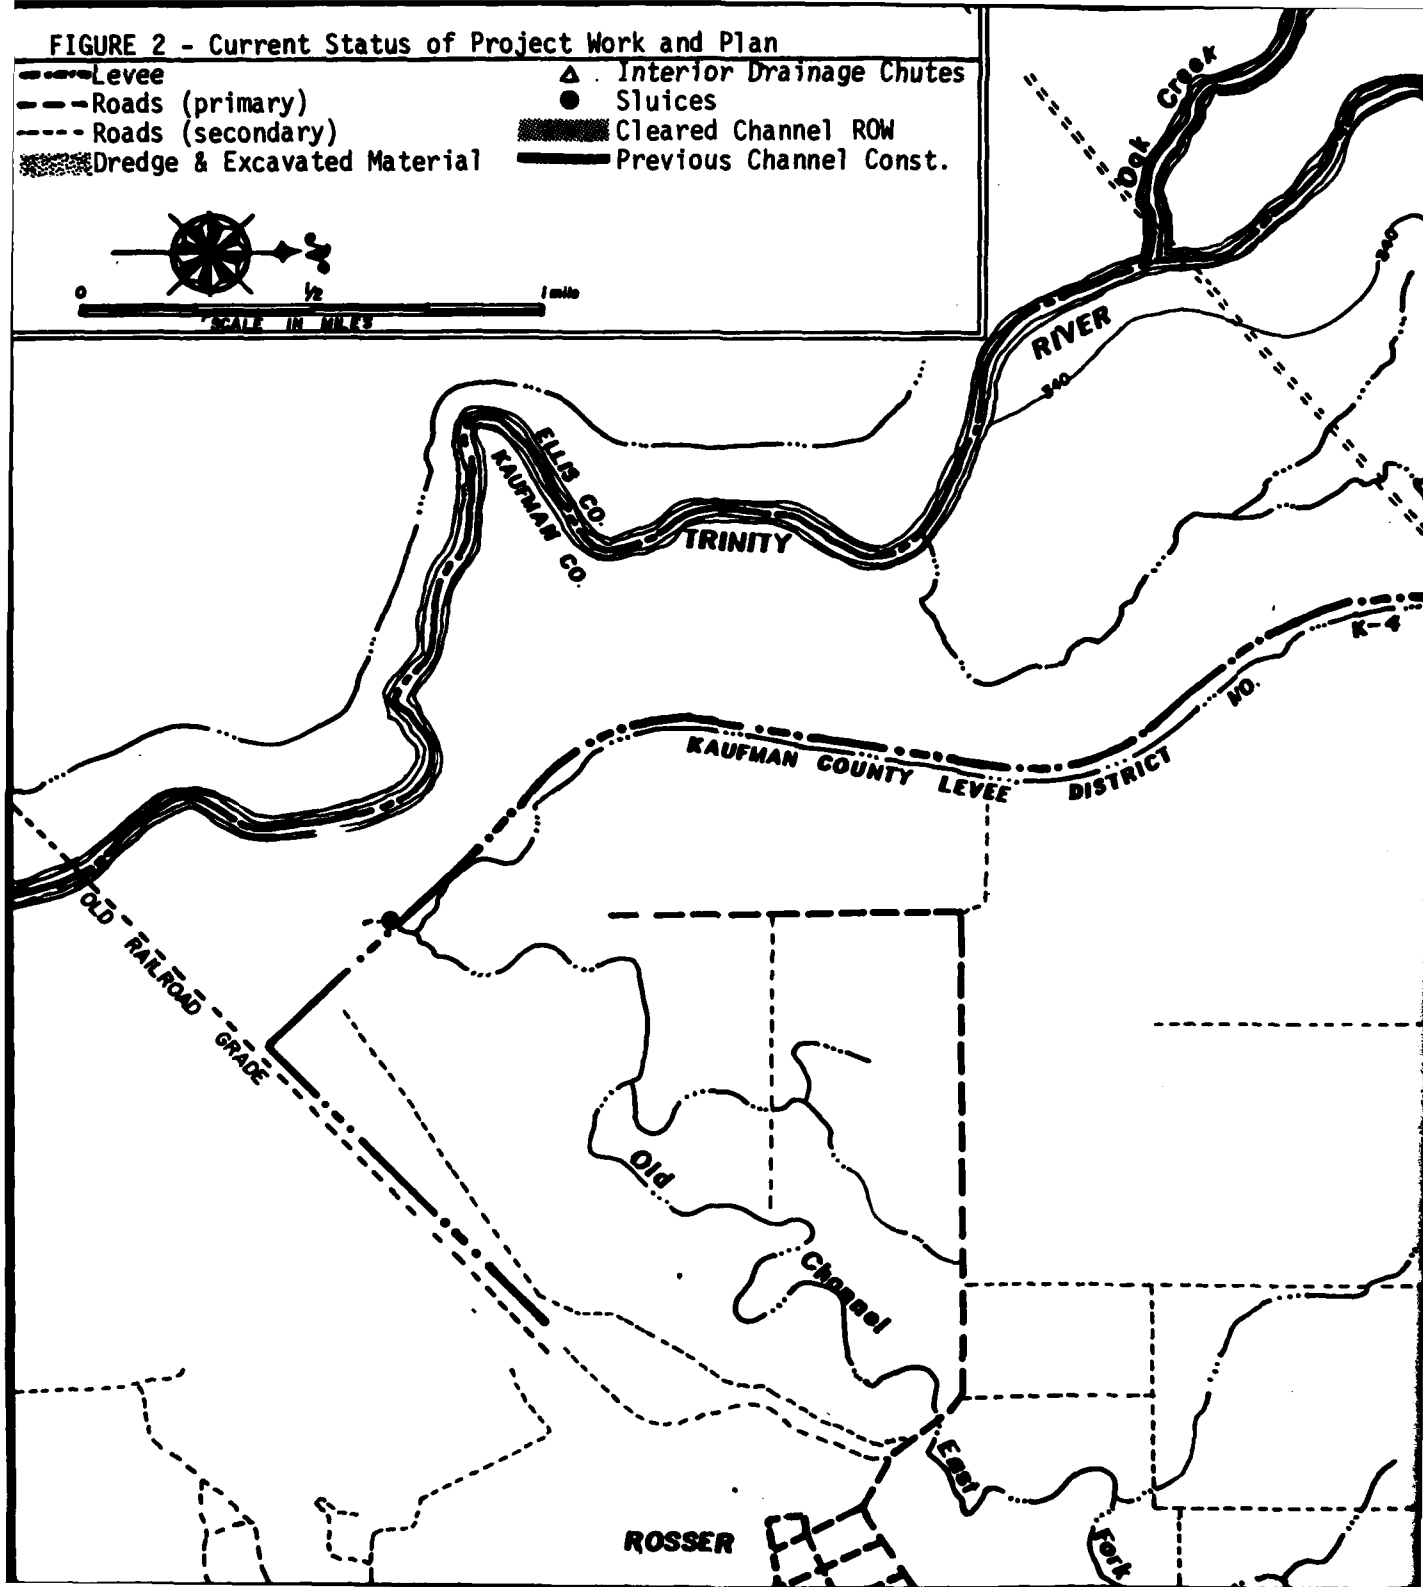 FIGURE 2 - Current Status of Project Work and Plan
Levee
Roads (primary)
Roads (secondary)
Dredge & Excavated Material
Interior Drainage Chutes
Sluices
Cleared Channel ROW
Previous Channel Const.
N
0 1/2 1 mile
SCALE IN MILES
Oak Creek
340
RIVER
340
ELLIS CO.
KAUFMAN CO.
TRINITY
K-4
NO.
KAUFMAN COUNTY LEVEE DISTRICT
OLD RAILROAD GRADE
Old
Channel
East
Fork
ROSSER